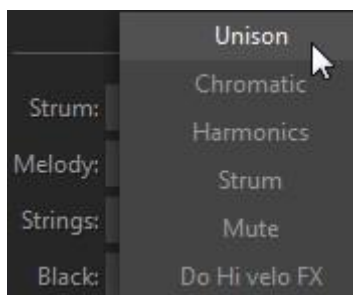 Unison
Chromatic
Harmonics
Strum:
Strum
Melody:
Mute
Strings:
Do Hi velo FX
Black: